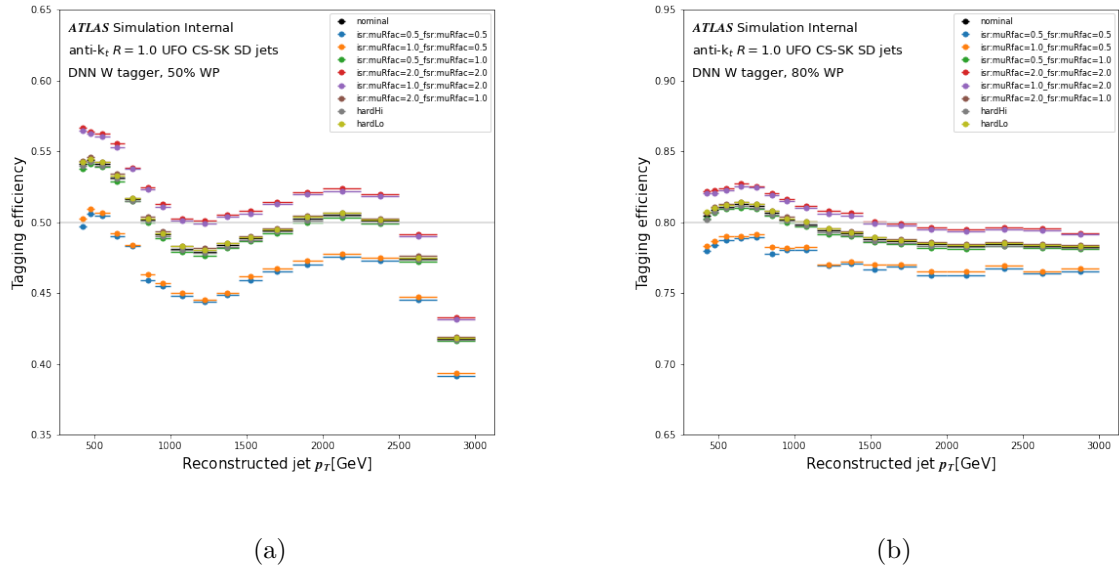 ATLAS Simulation Internal
anti-kt R = 1.0 UFO CS-SK SD jets
DNN W tagger, 50% WP
nominal
isr:muRfac=0.5_fsr:muRfac=0.5
isr:muRfac=1.0_fsr:muRfac=0.5
isr:muRfac=0.5_fsr:muRfac=1.0
isr:muRfac=2.0_fsr:muRfac=2.0
isr:muRfac=1.0_fsr:muRfac=2.0
isr:muRfac=2.0_fsr:muRfac=1.0
hardHi
hardLo
0.65
0.60
0.55
0.50
0.45
0.40
0.35
Tagging efficiency
500
1000
1500
2000
2500
3000
Reconstructed jet pT[GeV]
(a)
ATLAS Simulation Internal
anti-kt R = 1.0 UFO CS-SK SD jets
DNN W tagger, 80% WP
nominal
isr:muRfac=0.5_fsr:muRfac=0.5
isr:muRfac=1.0_fsr:muRfac=0.5
isr:muRfac=0.5_fsr:muRfac=1.0
isr:muRfac=2.0_fsr:muRfac=2.0
isr:muRfac=1.0_fsr:muRfac=2.0
isr:muRfac=2.0_fsr:muRfac=1.0
hardHi
hardLo
0.95
0.90
0.85
0.80
0.75
0.70
0.65
Tagging efficiency
500
1000
1500
2000
2500
3000
Reconstructed jet pT[GeV]
(b)